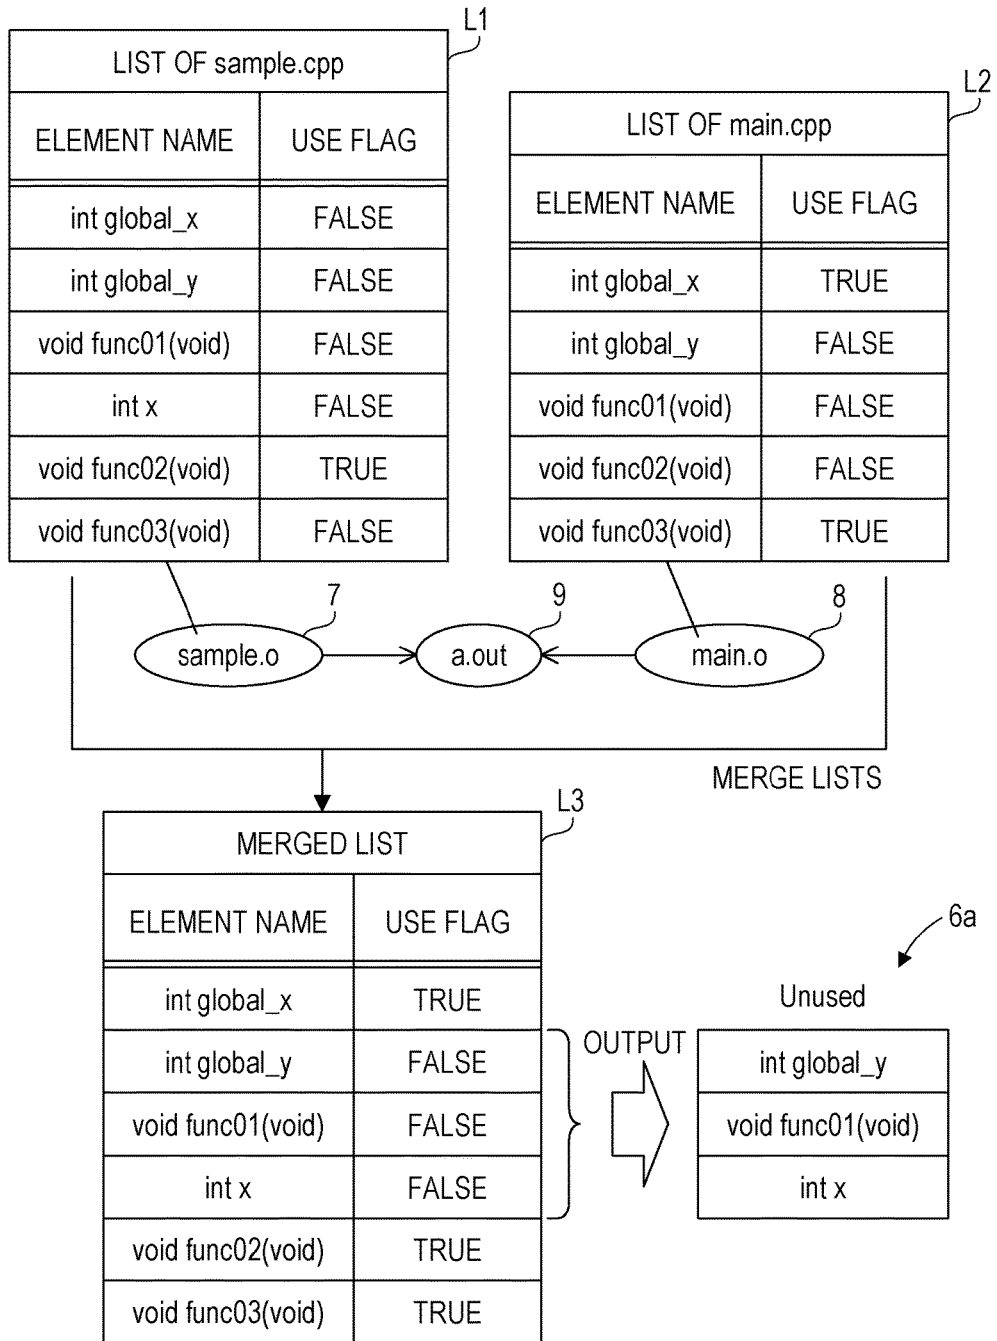 L1
LIST OF sample.cpp
ELEMENT NAME USE FLAG
int global_x FALSE
int global_y FALSE
void func01(void) FALSE
int x FALSE
void func02(void) TRUE
void func03(void) FALSE
L2
LIST OF main.cpp
ELEMENT NAME USE FLAG
int global_x TRUE
int global_y FALSE
void func01(void) FALSE
void func02(void) FALSE
void func03(void) TRUE
7
sample.o
9
a.out
8
main.o
MERGE LISTS
L3
MERGED LIST
ELEMENT NAME USE FLAG
int global_x TRUE
int global_y FALSE
void func01(void) FALSE
int x FALSE
void func02(void) TRUE
void func03(void) TRUE
OUTPUT
6a
Unused
int global_y
void func01(void)
int x